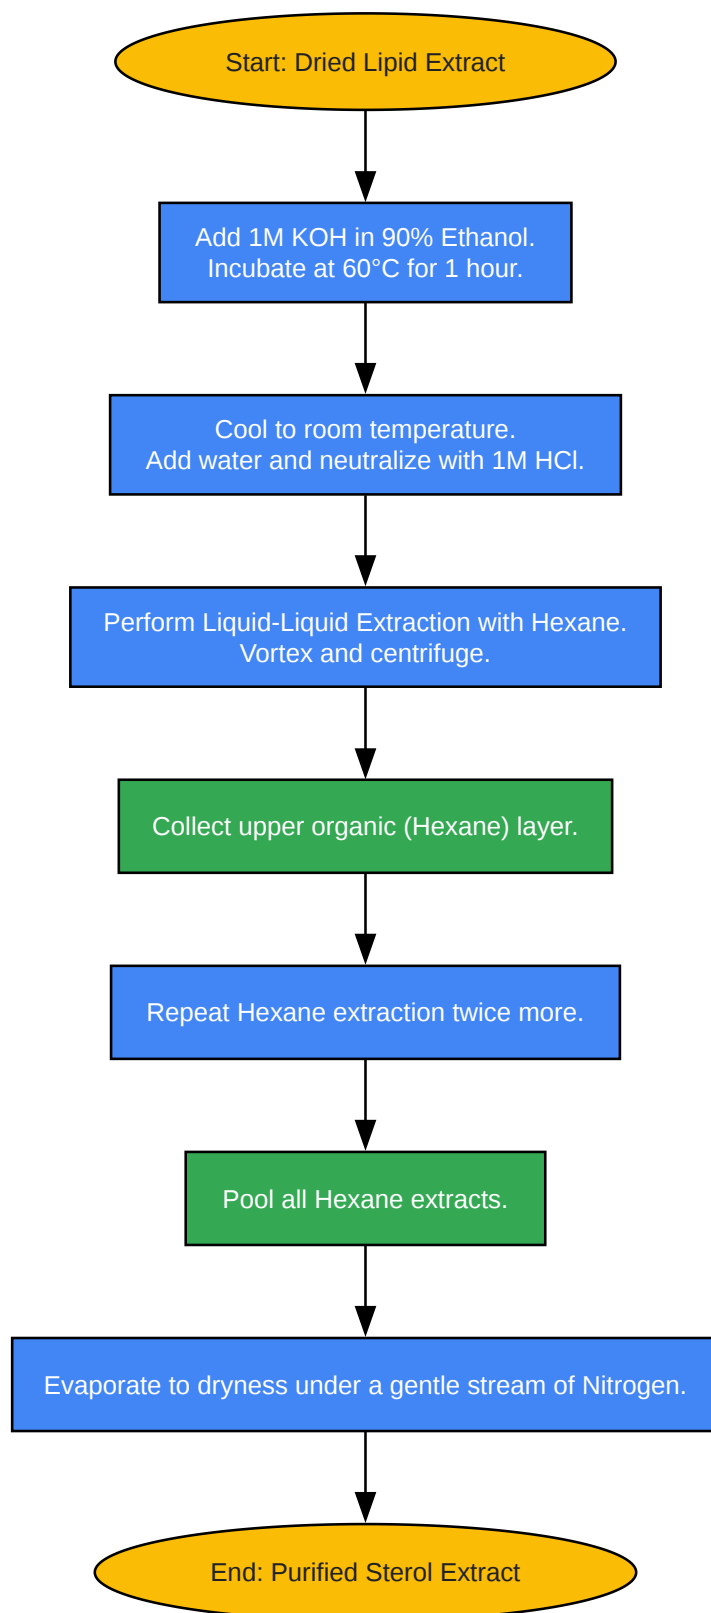 Start: Dried Lipid Extract
Add 1M KOH in 90% Ethanol.
Incubate at 60°C for 1 hour.
Cool to room temperature.
Add water and neutralize with 1M HCl.
Perform Liquid-Liquid Extraction with Hexane.
Vortex and centrifuge.
Collect upper organic (Hexane) layer.
Repeat Hexane extraction twice more.
Pool all Hexane extracts.
Evaporate to dryness under a gentle stream of Nitrogen.
End: Purified Sterol Extract